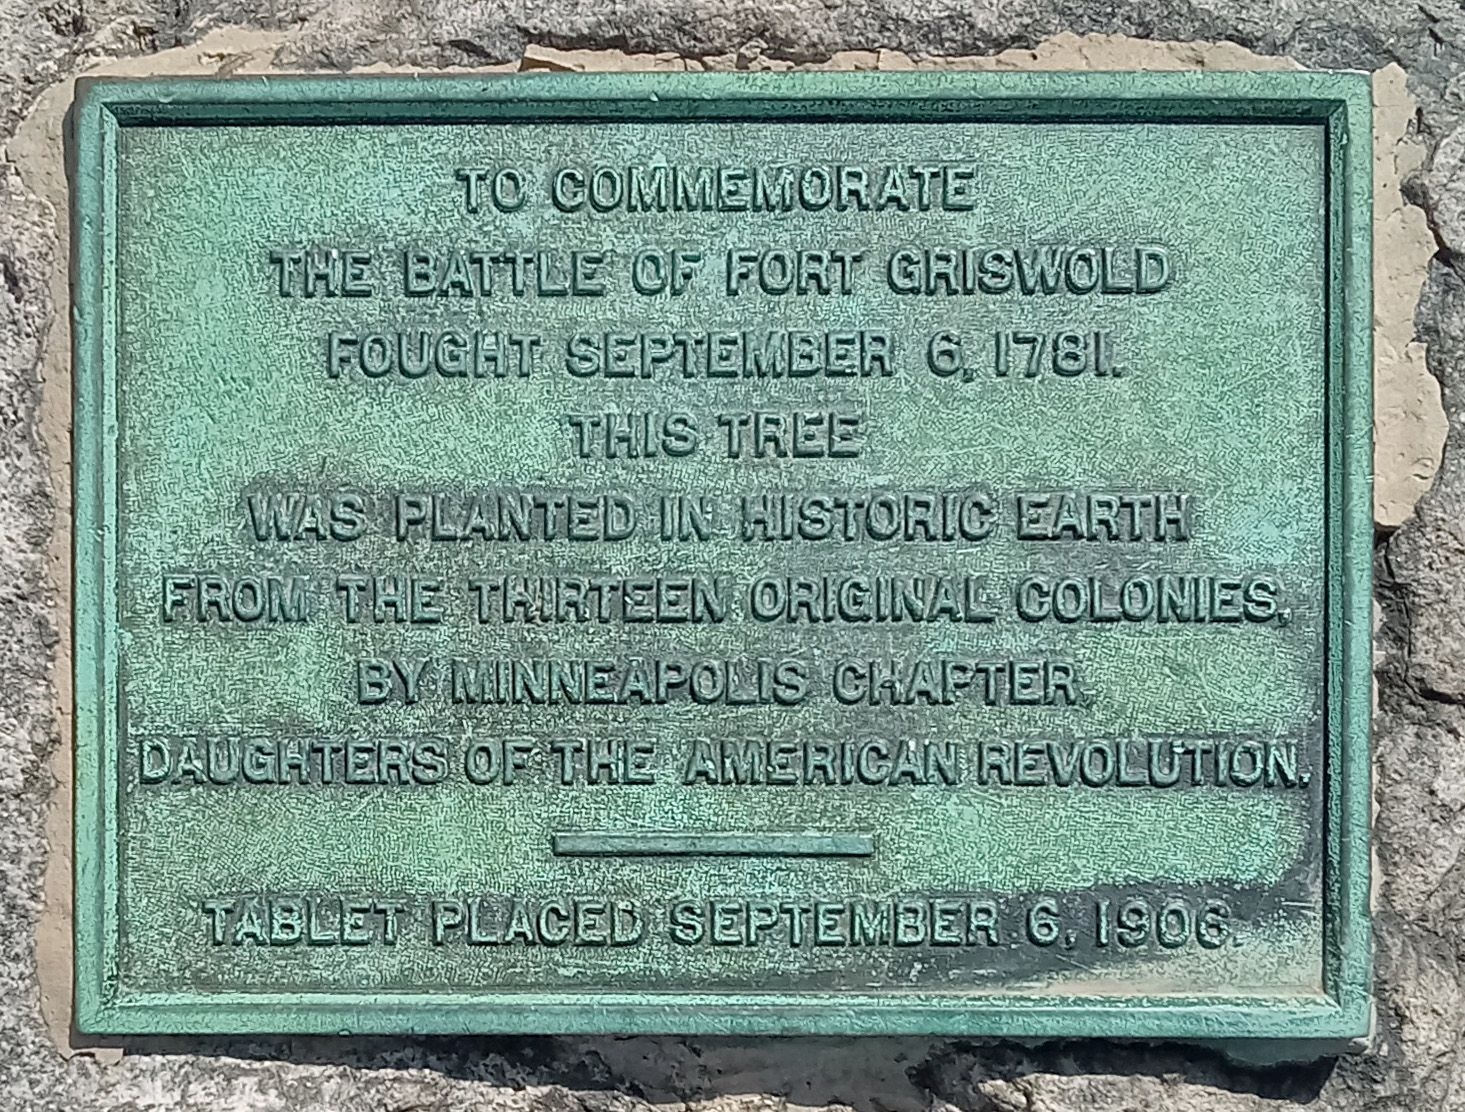 TO COMMEMORATE
THE BATTLE OF FORT GRISWOLD
FOUGHT SEPTEMBER 6, 1781.
THIS TREE
WAS PLANTED IN HISTORIC EARTH
FROM THE THIRTEEN ORIGINAL COLONIES,
BY MINNEAPOLIS CHAPTER
DAUGHTERS OF THE AMERICAN REVOLUTION.
TABLET PLACED SEPTEMBER 6, 1906.